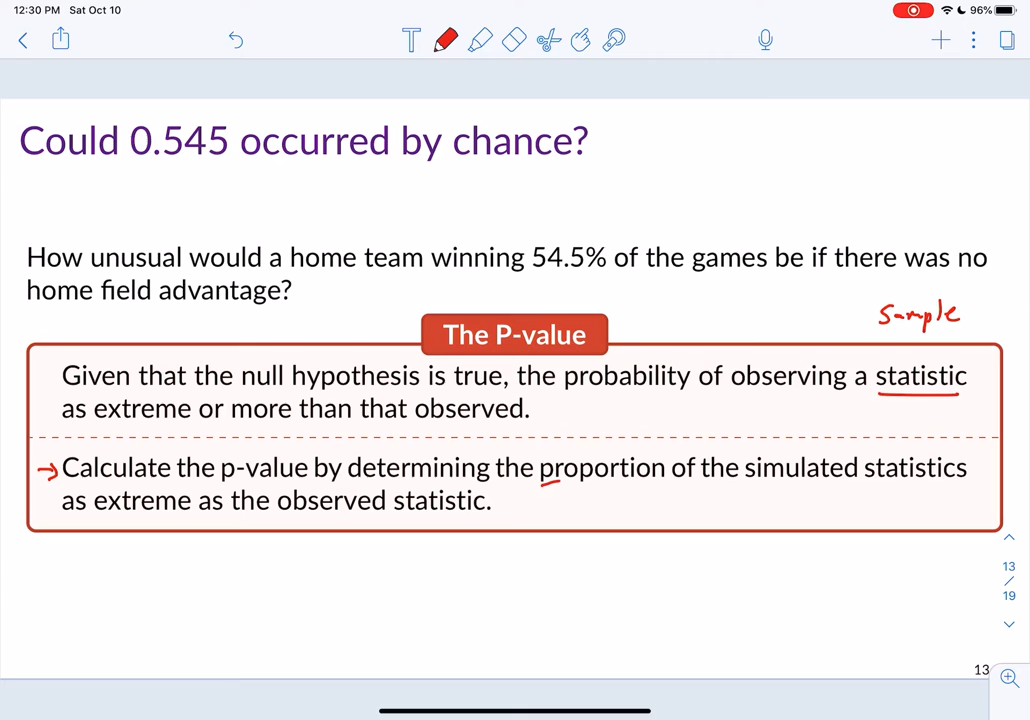 12:30 PM Sat Oct 10
96%
T
Could 0.545 occurred by chance?
How unusual would a home team winning 54.5% of the games be if there was no
home field advantage?
sample
The P-value
Given that the null hypothesis is true, the probability of observing a statistic
as extreme or more than that observed.
Calculate the p-value by determining the proportion of the simulated statistics
as extreme as the observed statistic.
13
/
19
13